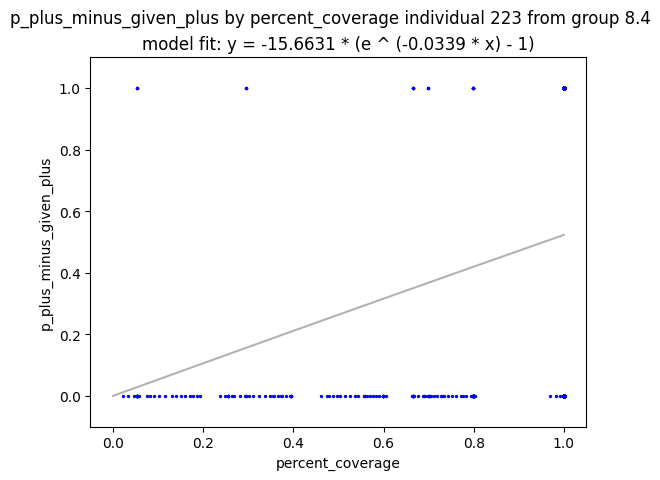 p_plus_minus_given_plus by percent_coverage individual 223 from group 8.4
model fit: y = -15.6631 * (e ^ (-0.0339 * x) - 1)
1.0
0.8
0.6
0.4
0.2
0.0
p_plus_minus_given_plus
0.0 0.2 0.4 0.6 0.8 1.0
percent_coverage